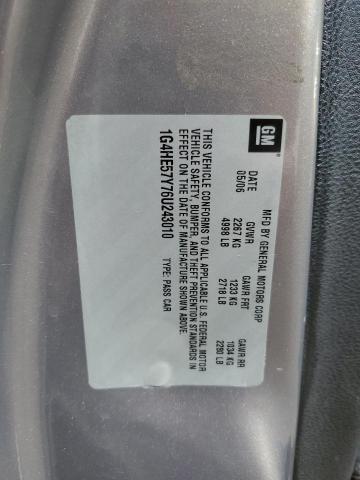 GM
MFD BY GENERAL MOTORS CORP
DATE GVWR GAWR FRT GAWR RR
05/06 2267 KG 1233 KG 1034 KG
4998 LB 2718 LB 2280 LB
THIS VEHICLE CONFORMS TO ALL APPLICABLE U.S. FEDERAL MOTOR
VEHICLE SAFETY, BUMPER, AND THEFT PREVENTION STANDARDS IN
EFFECT ON THE DATE OF MANUFACTURE SHOWN ABOVE.
1G4HE57Y76U243010 TYPE: PASS CAR